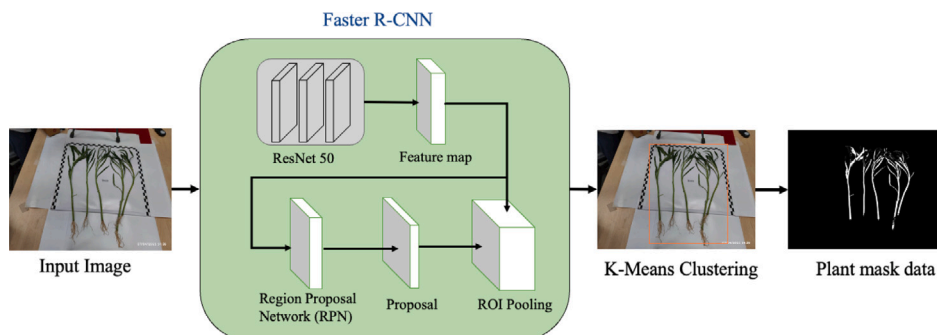 Faster R-CNN
ResNet 50
Feature map
Input Image
Region Proposal
Network (RPN)
Proposal
ROI Pooling
K-Means Clustering
Plant mask data